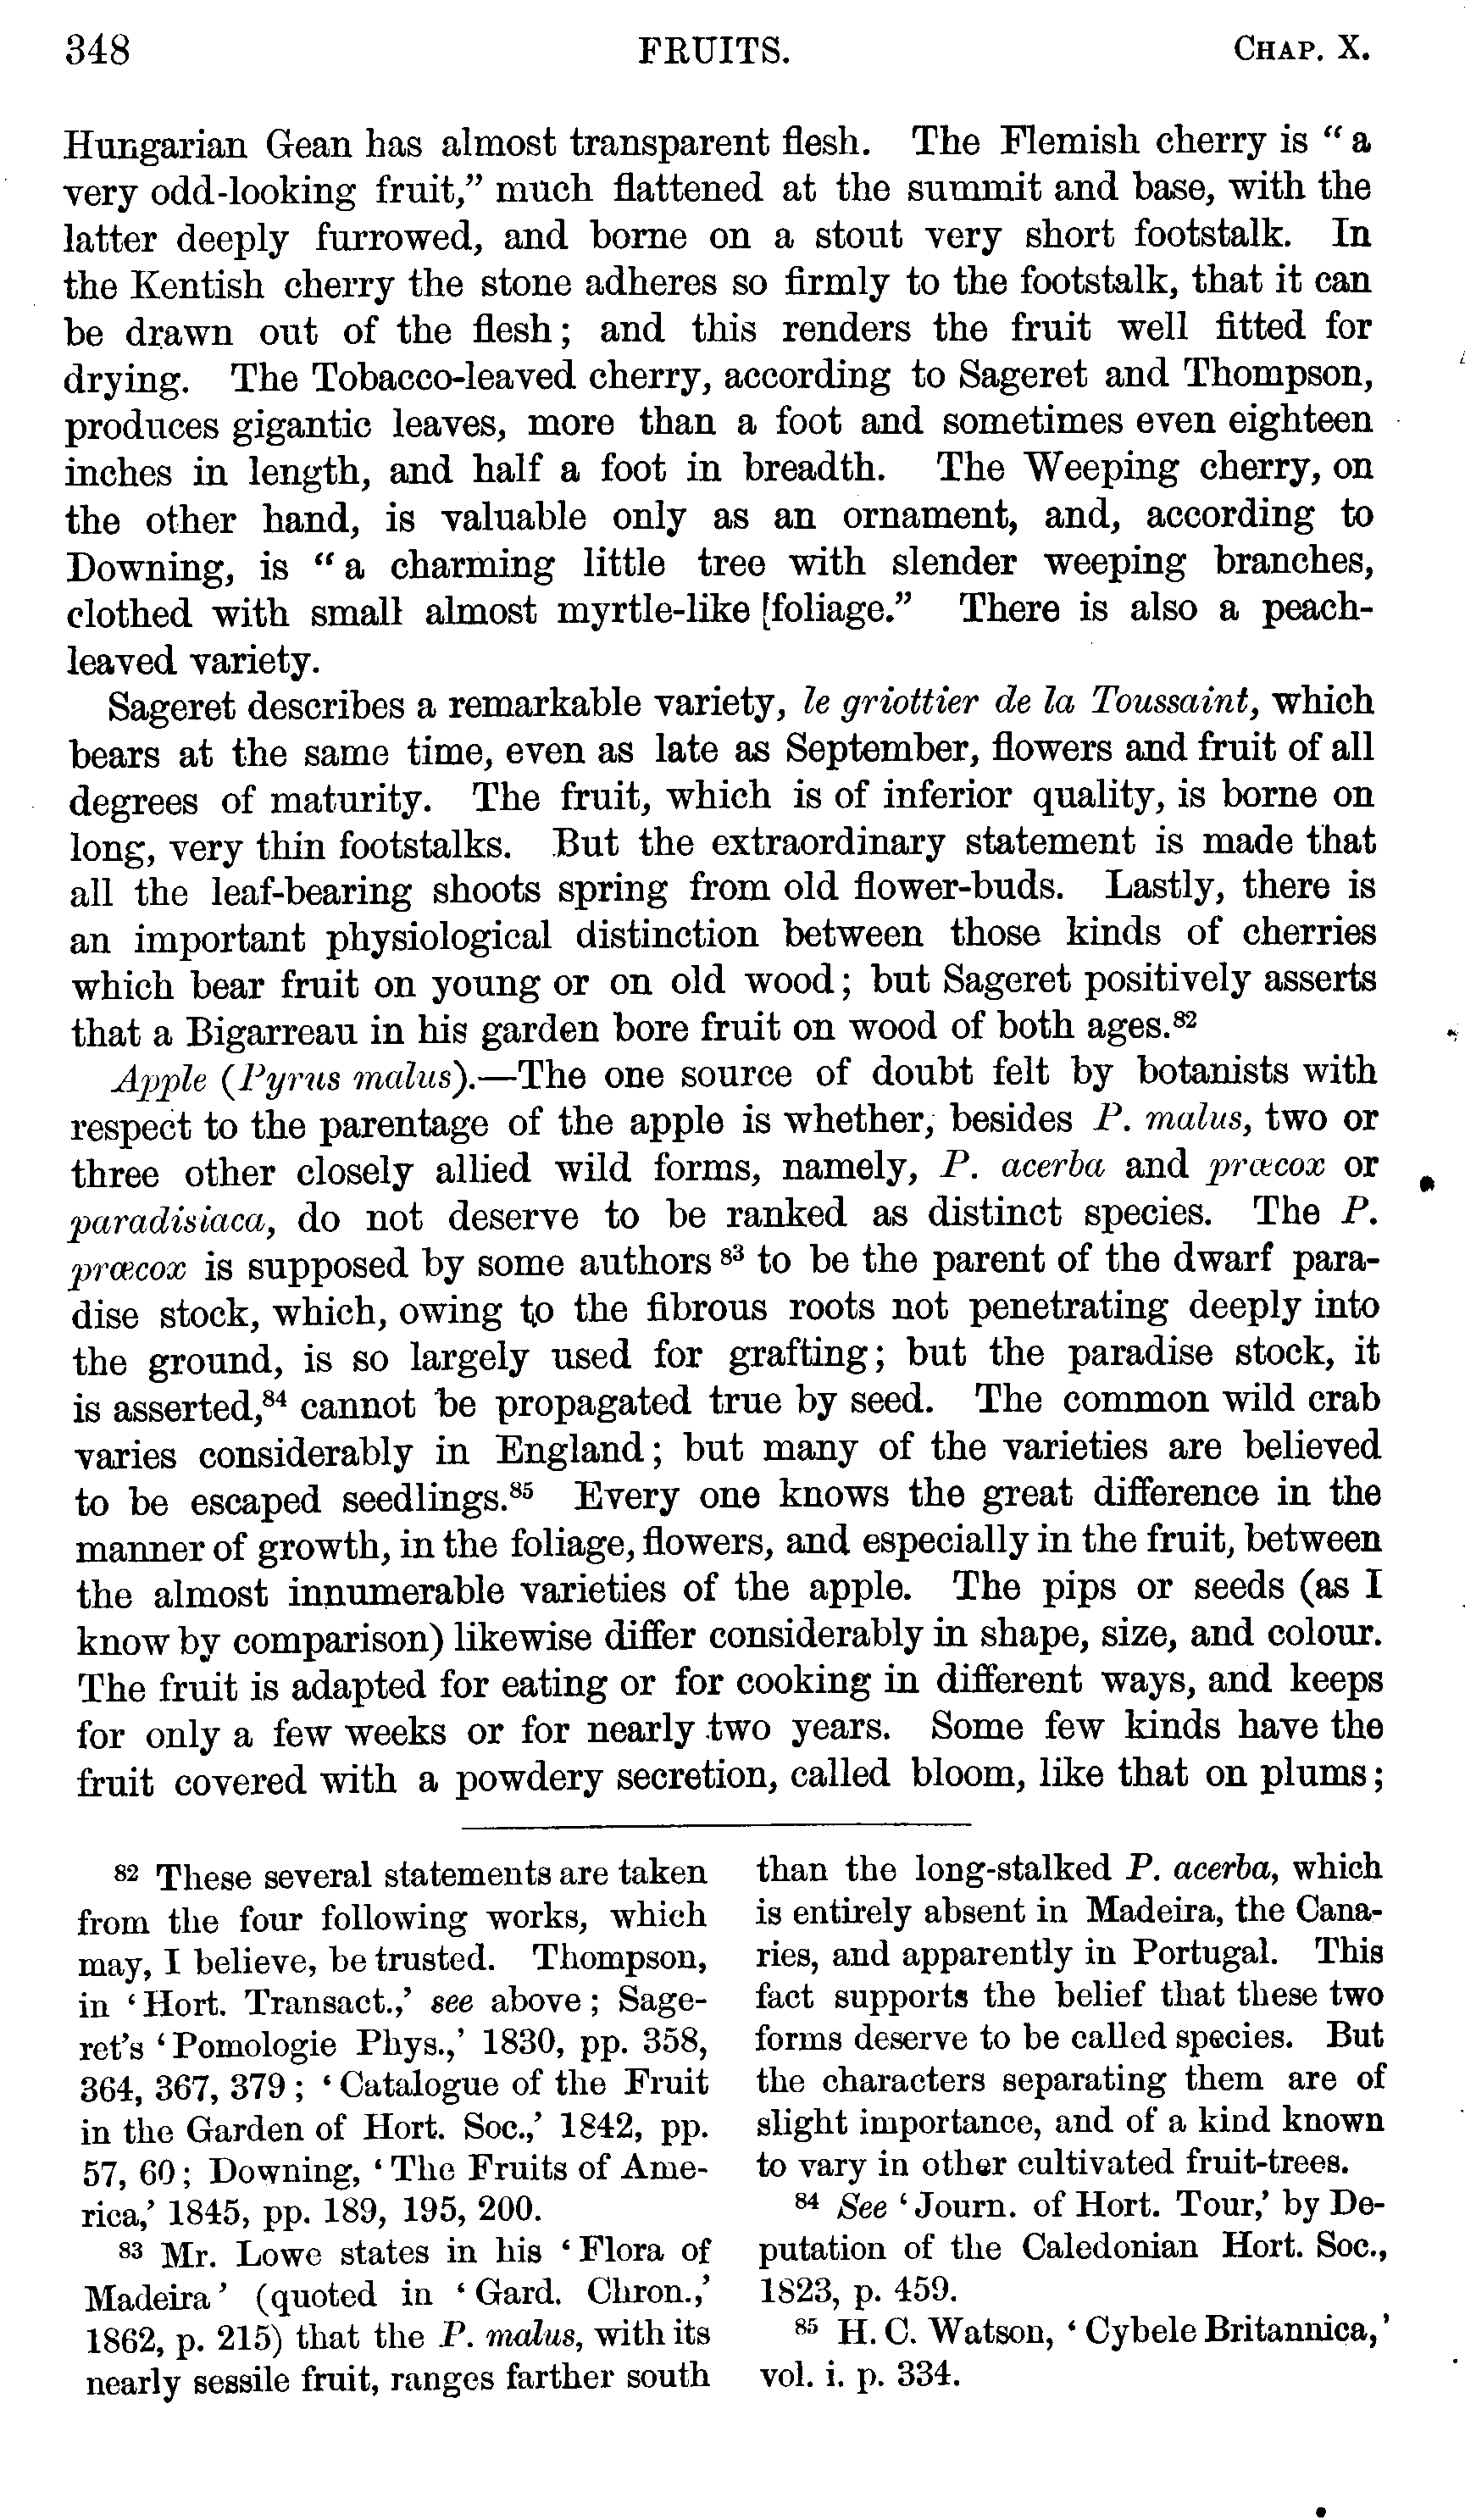 348 FRUITS. CHAP. X.
Hungarian Gean has almost transparent flesh. The Flemish cherry is “a
very odd-looking fruit,” much flattened at the summit and base, with the
latter deeply furrowed, and borne on a stout very short footstalk. In
the Kentish cherry the stone adheres so firmly to the footstalk, that it can
be drawn out of the flesh; and this renders the fruit well fitted for
drying. The Tobacco-leaved cherry, according to Sageret and Thompson,
produces gigantic leaves, more than a foot and sometimes even eighteen
inches in length, and half a foot in breadth. The Weeping cherry, on
the other hand, is valuable only as an ornament, and, according to
Downing, is “a charming little tree with slender weeping branches,
clothed with small almost myrtle-like [foliage.” There is also a peach-
leaved variety.
Sageret describes a remarkable variety, le griottier de la Toussaint, which
bears at the same time, even as late as September, flowers and fruit of all
degrees of maturity. The fruit, which is of inferior quality, is borne on
long, very thin footstalks. But the extraordinary statement is made that
all the leaf-bearing shoots spring from old flower-buds. Lastly, there is
an important physiological distinction between those kinds of cherries
which bear fruit on young or on old wood; but Sageret positively asserts
that a Bigarreau in his garden bore fruit on wood of both ages.⁸²
Apple (Pyrus malus).—The one source of doubt felt by botanists with
respect to the parentage of the apple is whether, besides P. malus, two or
three other closely allied wild forms, namely, P. acerba and præcox or
paradisiaca, do not deserve to be ranked as distinct species. The P.
præcox is supposed by some authors ⁸³ to be the parent of the dwarf para-
dise stock, which, owing to the fibrous roots not penetrating deeply into
the ground, is so largely used for grafting; but the paradise stock, it
is asserted,⁸⁴ cannot be propagated true by seed. The common wild crab
varies considerably in England; but many of the varieties are believed
to be escaped seedlings.⁸⁵ Every one knows the great difference in the
manner of growth, in the foliage, flowers, and especially in the fruit, between
the almost innumerable varieties of the apple. The pips or seeds (as I
know by comparison) likewise differ considerably in shape, size, and colour.
The fruit is adapted for eating or for cooking in different ways, and keeps
for only a few weeks or for nearly two years. Some few kinds have the
fruit covered with a powdery secretion, called bloom, like that on plums;
⁸² These several statements are taken
from the four following works, which
may, I believe, be trusted. Thompson,
in ‘Hort. Transact.,’ see above; Sage-
ret’s ‘Pomologie Phys.,’ 1830, pp. 358,
364, 367, 379; ‘Catalogue of the Fruit
in the Garden of Hort. Soc.,’ 1842, pp.
57, 60; Downing, ‘The Fruits of Ame-
rica,’ 1845, pp. 189, 195, 200.
⁸³ Mr. Lowe states in his ‘Flora of
Madeira’ (quoted in ‘Gard. Chron.,’
1862, p. 215) that the P. malus, with its
nearly sessile fruit, ranges farther south
than the long-stalked P. acerba, which
is entirely absent in Madeira, the Cana-
ries, and apparently in Portugal. This
fact supports the belief that these two
forms deserve to be called species. But
the characters separating them are of
slight importance, and of a kind known
to vary in other cultivated fruit-trees.
⁸⁴ See ‘Journ. of Hort. Tour,’ by De-
putation of the Caledonian Hort. Soc.,
1823, p. 459.
⁸⁵ H. C. Watson, ‘Cybele Britannica,’
vol. i. p. 334.